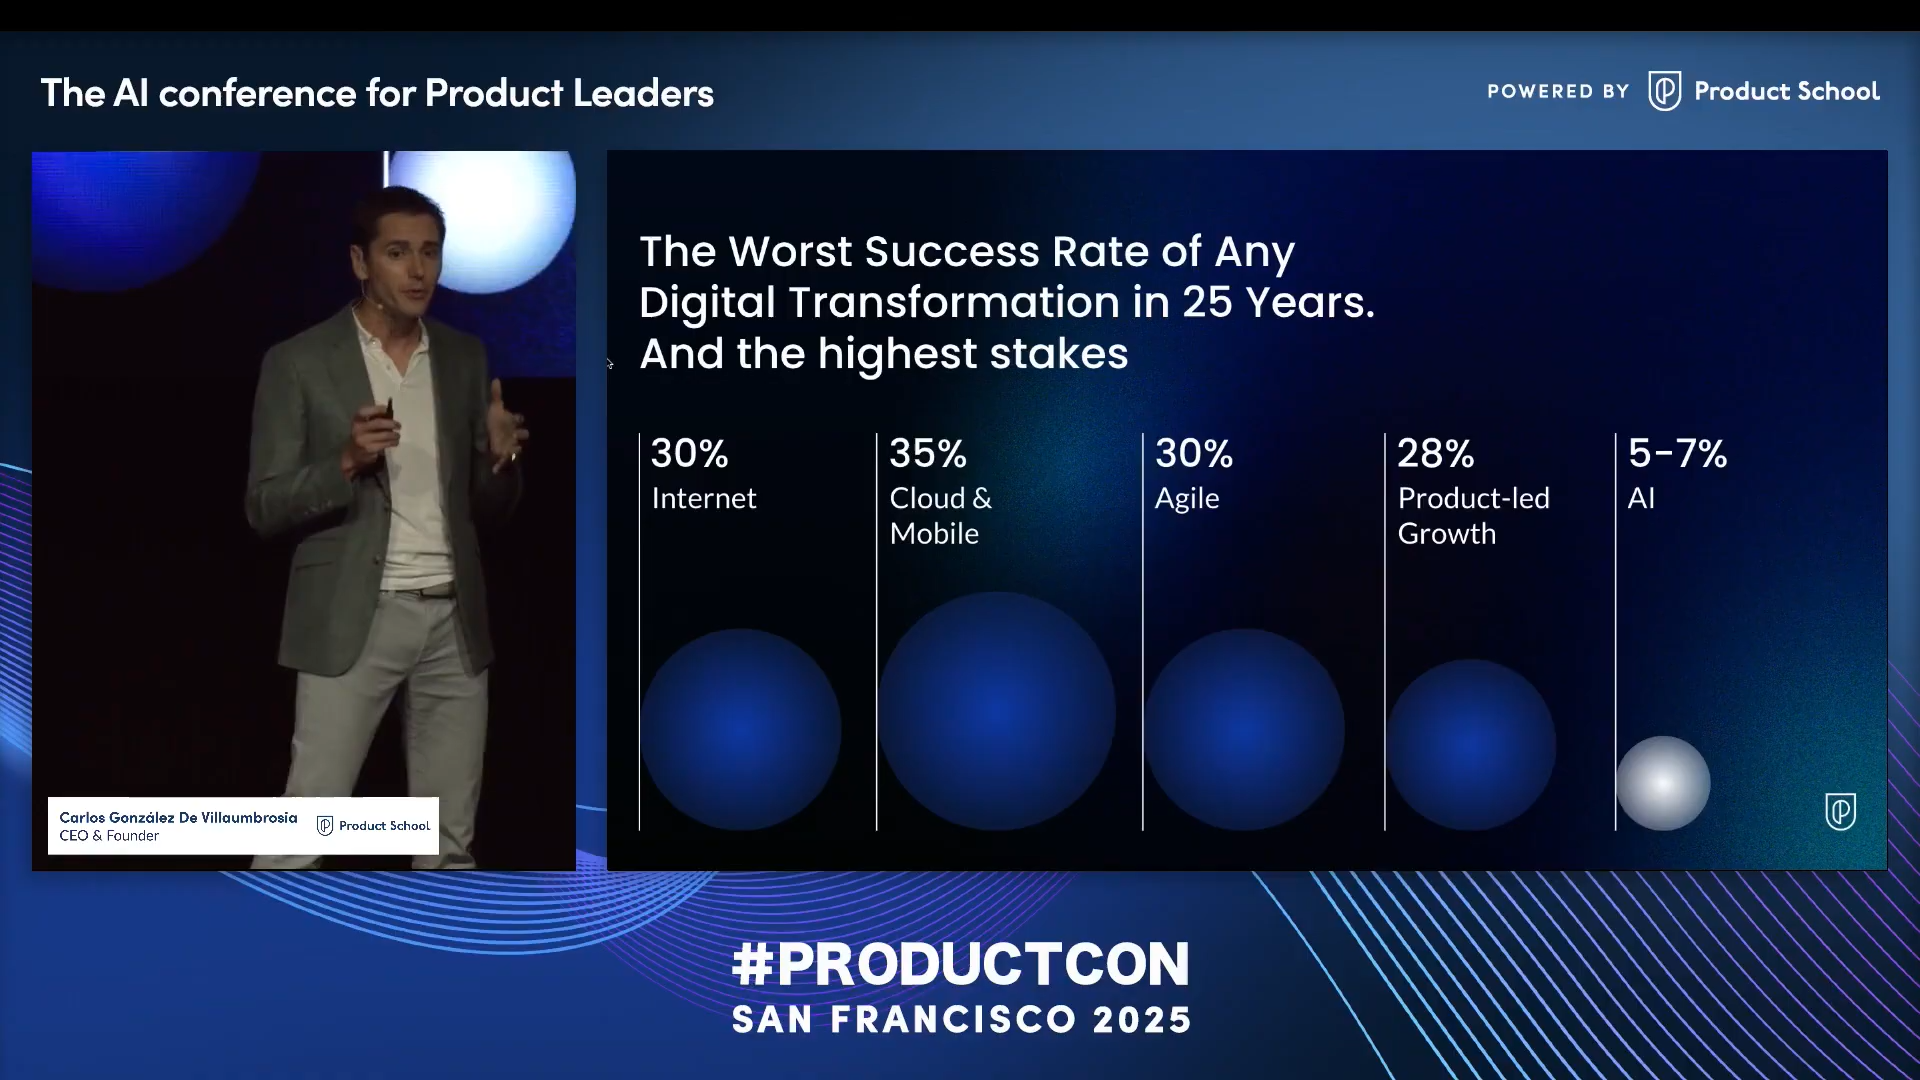 The AI conference for Product Leaders
POWERED BY Product School
The Worst Success Rate of Any
Digital Transformation in 25 Years.
And the highest stakes
30%
Internet
35%
Cloud &
Mobile
30%
Agile
28%
Product-led
Growth
5-7%
AI
Carlos González De Villaumbrosia
CEO & Founder
Product School
#PRODUCTCON
SAN FRANCISCO 2025